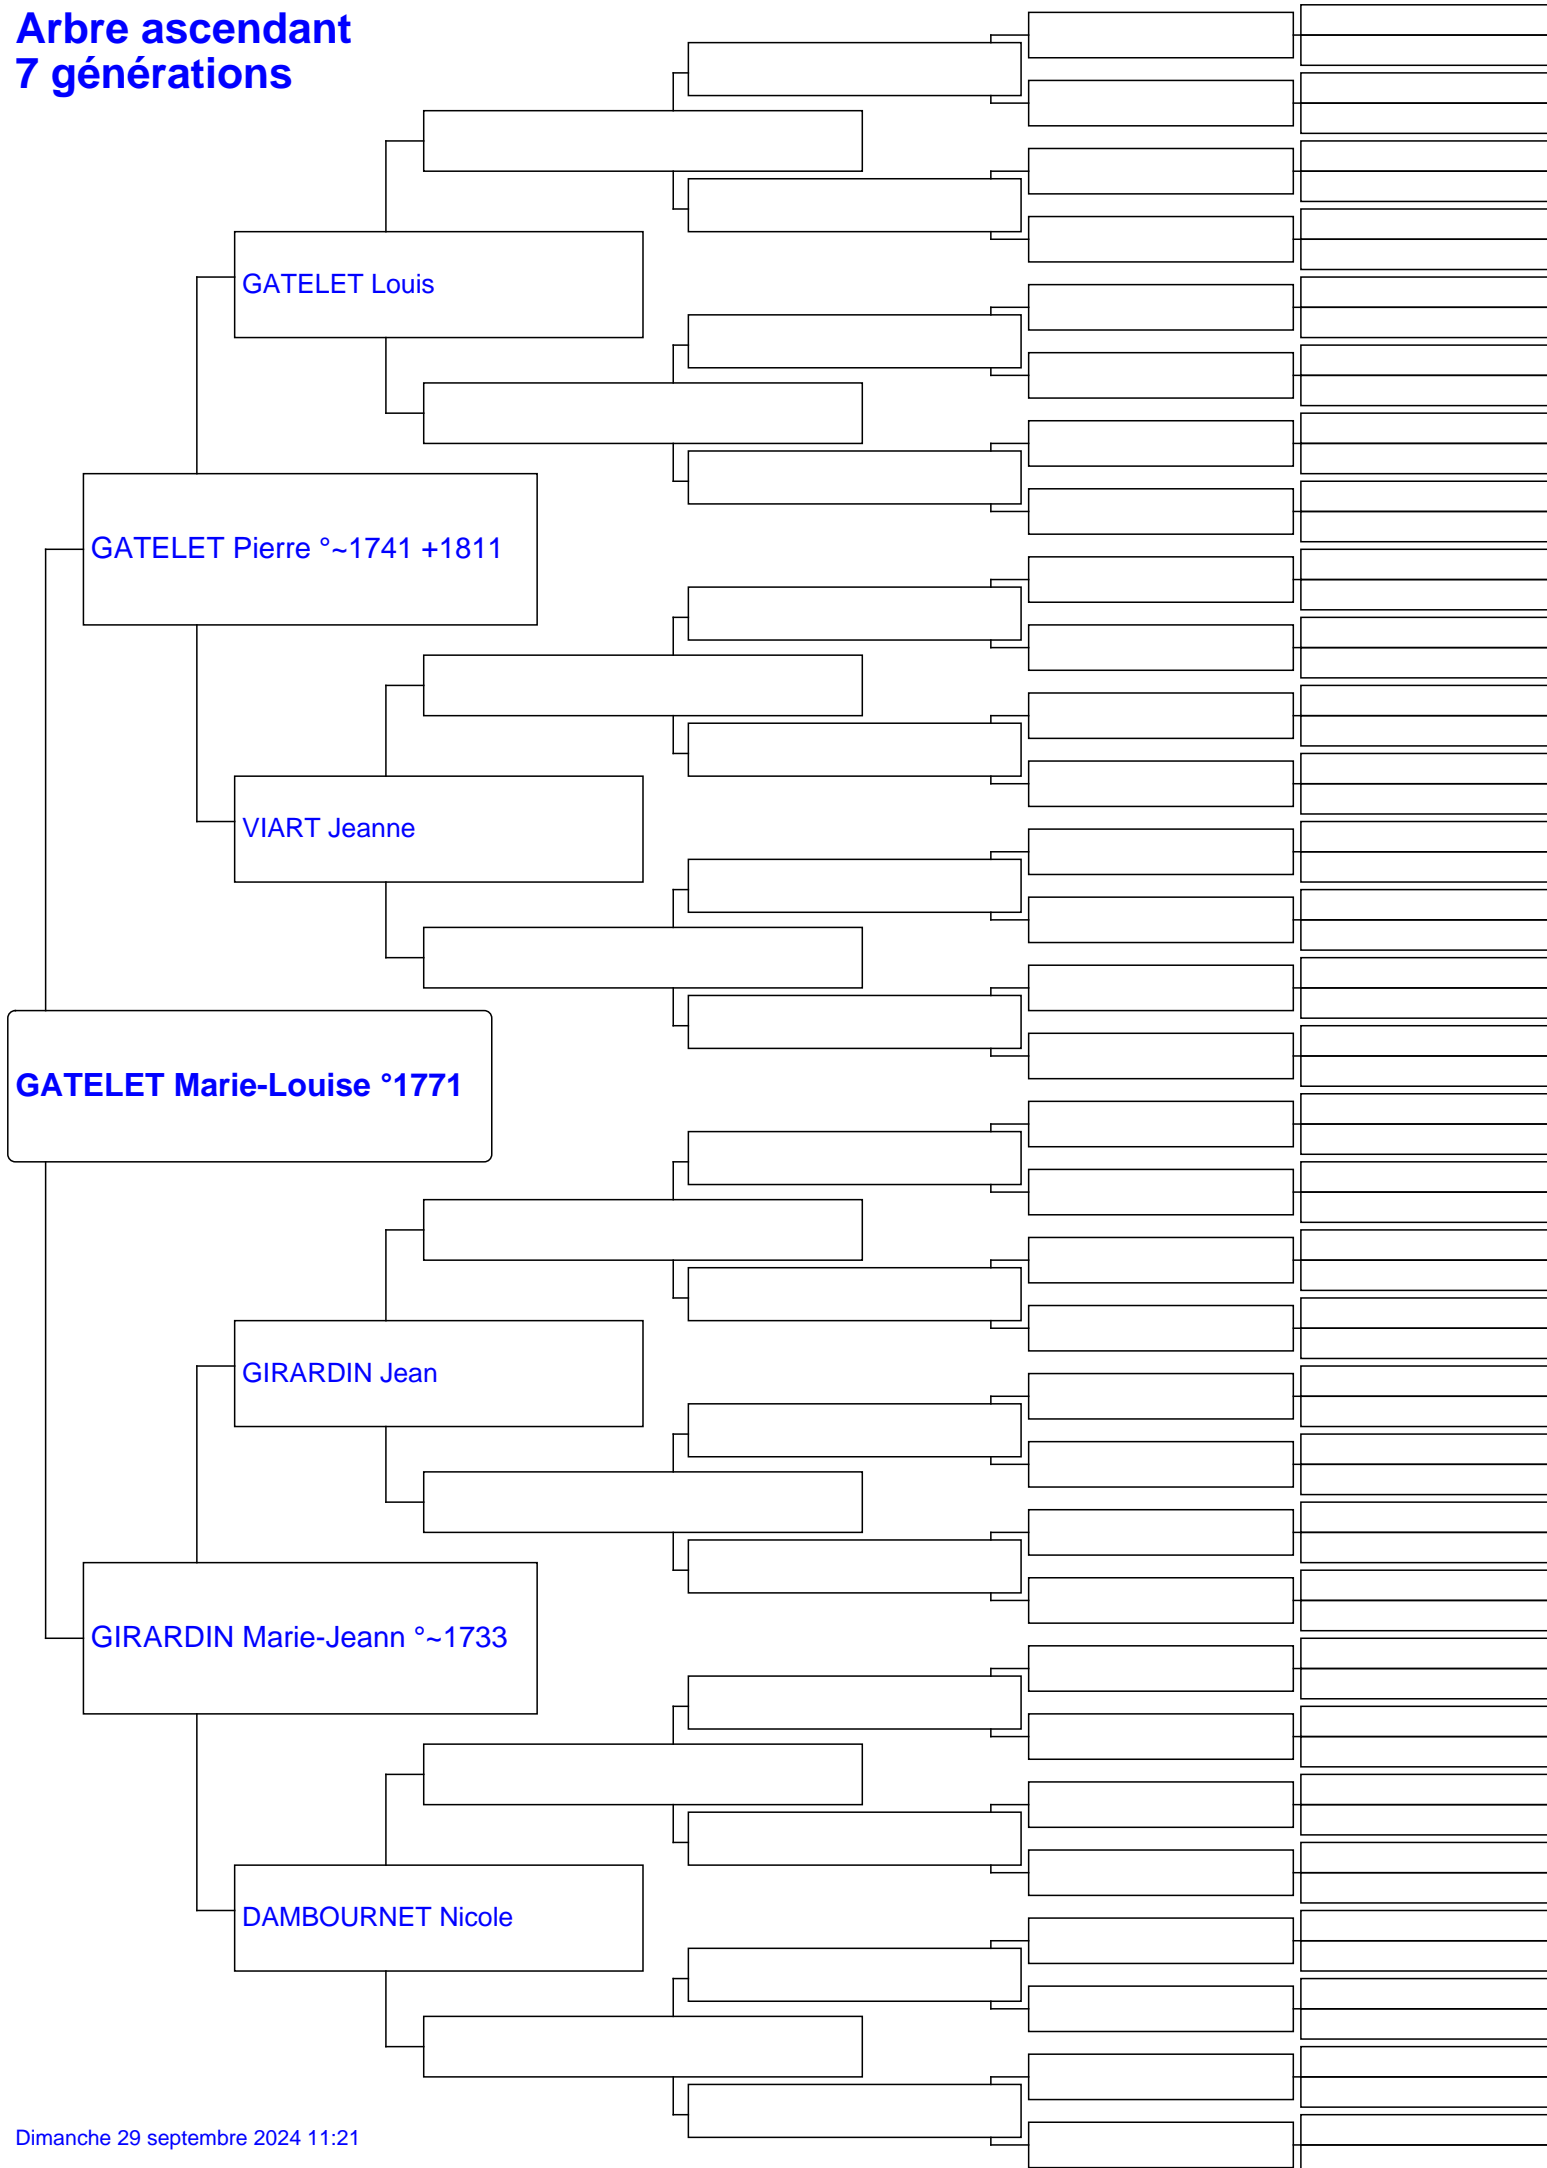 Arbre ascendant
7 générations
GATELET Louis
GATELET Pierre °~1741 +1811
VIART Jeanne
GATELET Marie-Louise °1771
GIRARDIN Jean
GIRARDIN Marie-Jeann °~1733
DAMBOURNET Nicole
Dimanche 29 septembre 2024 11:21